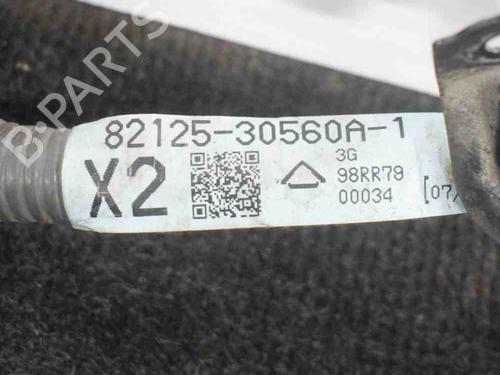 82125-30560A-1
X2
3G
98RR79
00034 [07/
B-PARTS